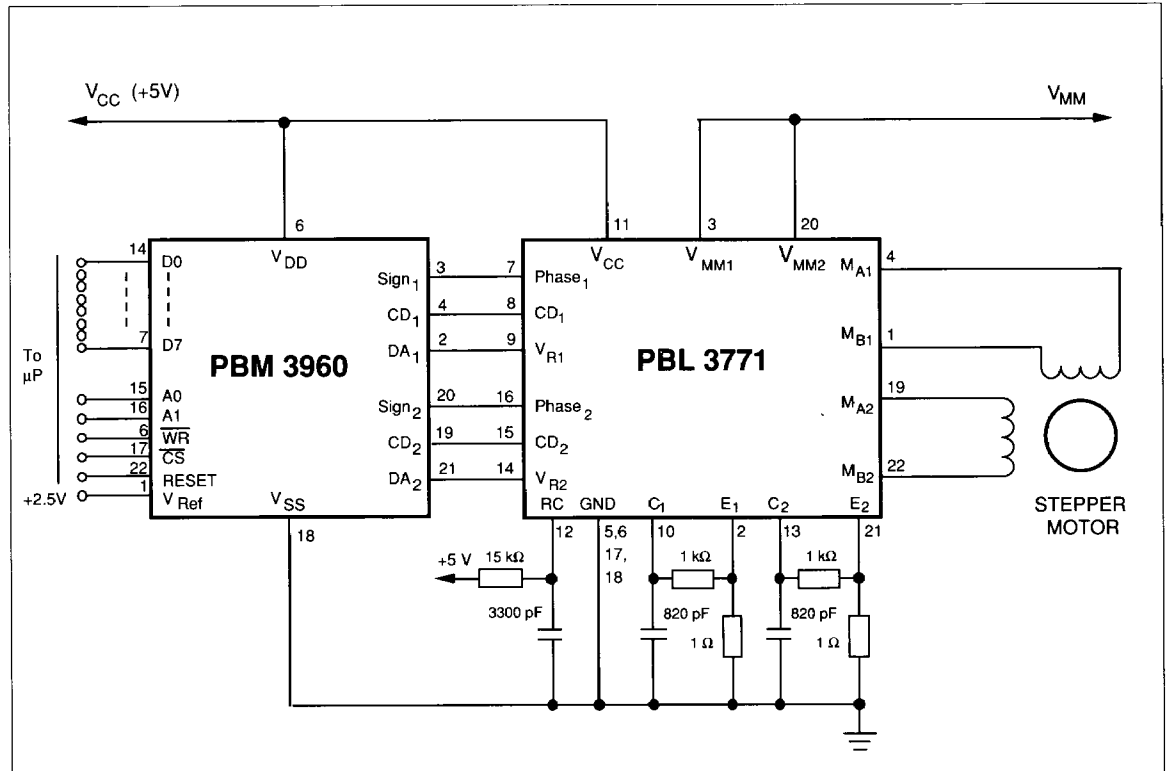 V_CC (+5V)
V_MM
6
11
3
20
14
D0
V_DD
Sign_1
3
7
Phase_1
V_CC
V_MM1
V_MM2
M_A1
4
CD_1
4
8
CD_1
To
µP
7
D7
PBM 3960
DA_1
2
9
V_R1
PBL 3771
M_B1
1
15
A0
16
A1
Sign_2
20
16
Phase_2
M_A2
19
6
WR
CD_2
19
15
CD_2
17
CS
22
RESET
DA_2
21
14
V_R2
M_B2
22
+2.5V
1
V_Ref
V_SS
RC
GND
C_1
E_1
C_2
E_2
STEPPER
MOTOR
18
12
5,6
17,
18
10
2
13
21
+5 V
15 kΩ
1 kΩ
1 kΩ
3300 pF
820 pF
820 pF
1 Ω
1 Ω